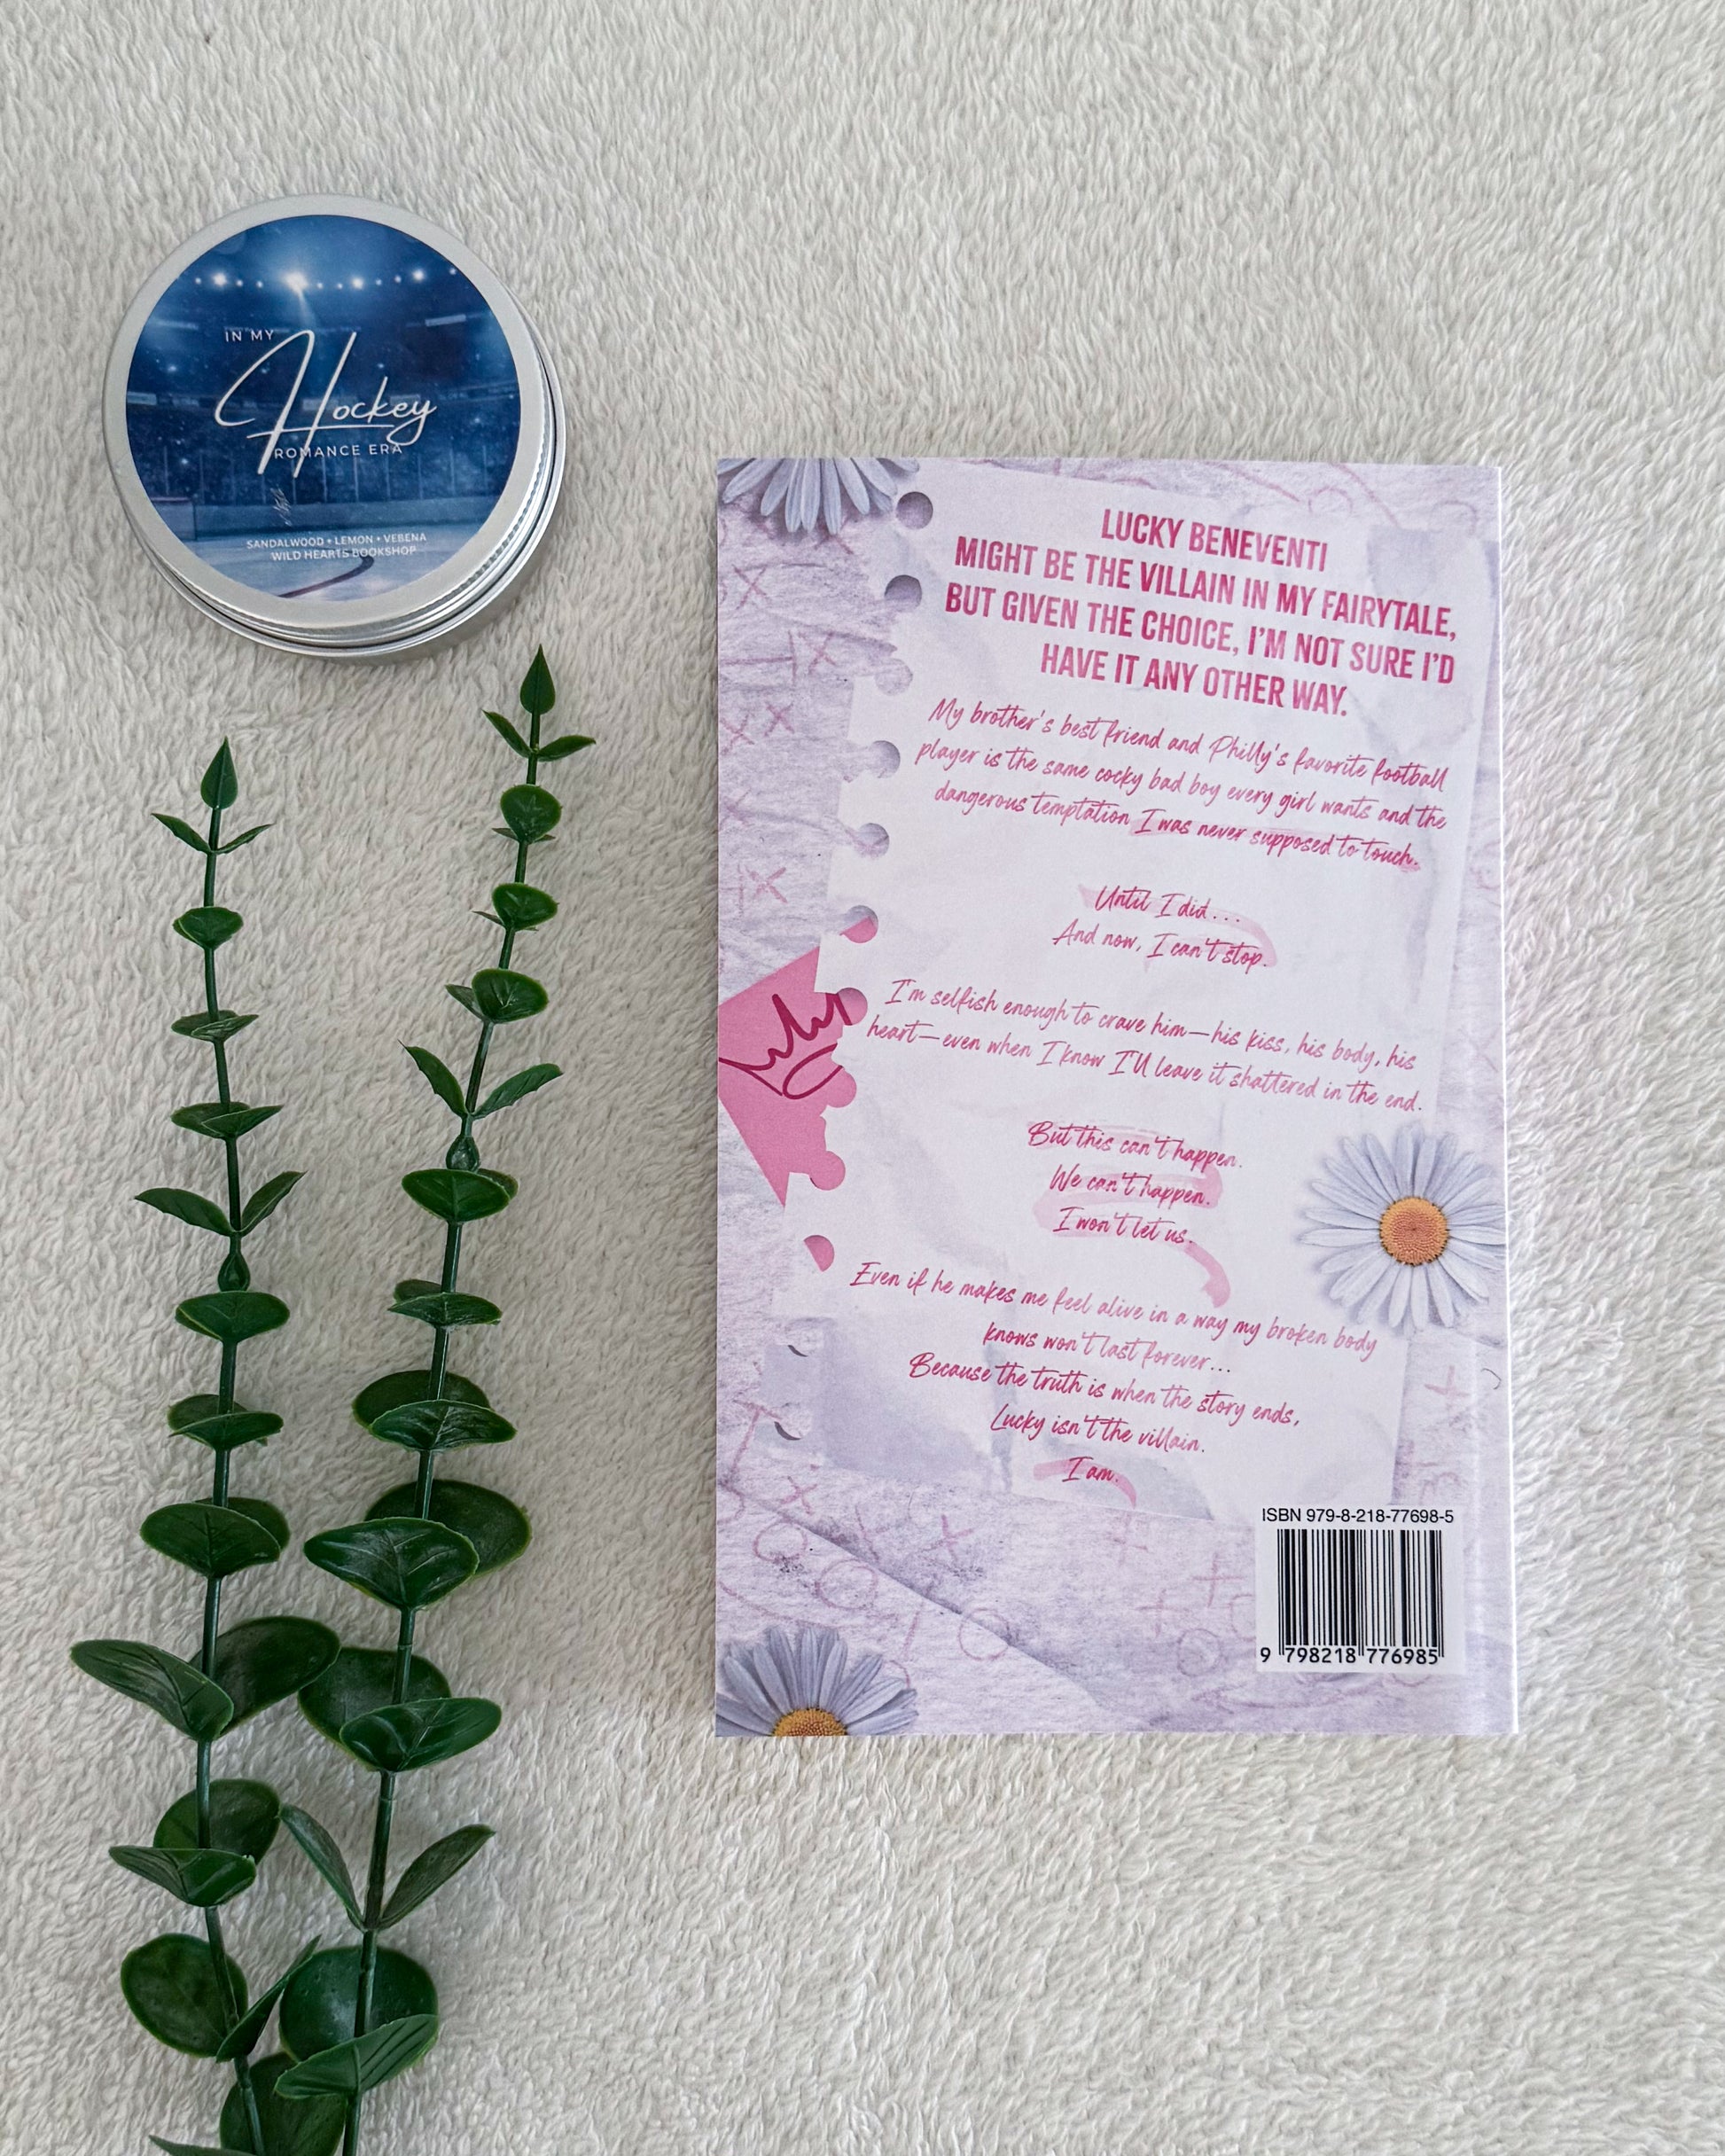 IN MY
Hockey
ROMANCE ERA
SANDALWOOD • LEMON • VEBENA
WILD HEARTS BOOKSHOP
LUCKY BENEVENTI
MIGHT BE THE VILLAIN IN MY FAIRYTALE,
BUT GIVEN THE CHOICE, I'M NOT SURE I'D
HAVE IT ANY OTHER WAY.
My brother's best friend and Philly's favorite football
player is the same cocky bad boy every girl wants and the
dangerous temptation I was never supposed to touch.
Until I did...
And now, I can't stop.
I'm selfish enough to crave him—his kiss, his body, his
heart—even when I know I'll leave it shattered in the end.
But this can't happen.
We can't happen.
I won't let us.
Even if he makes me feel alive in a way my broken body
knows won't last forever...
Because the truth is when the story ends,
Lucky isn't the villain.
I am.
ISBN 979-8-218-77698-5
9 798218 776985